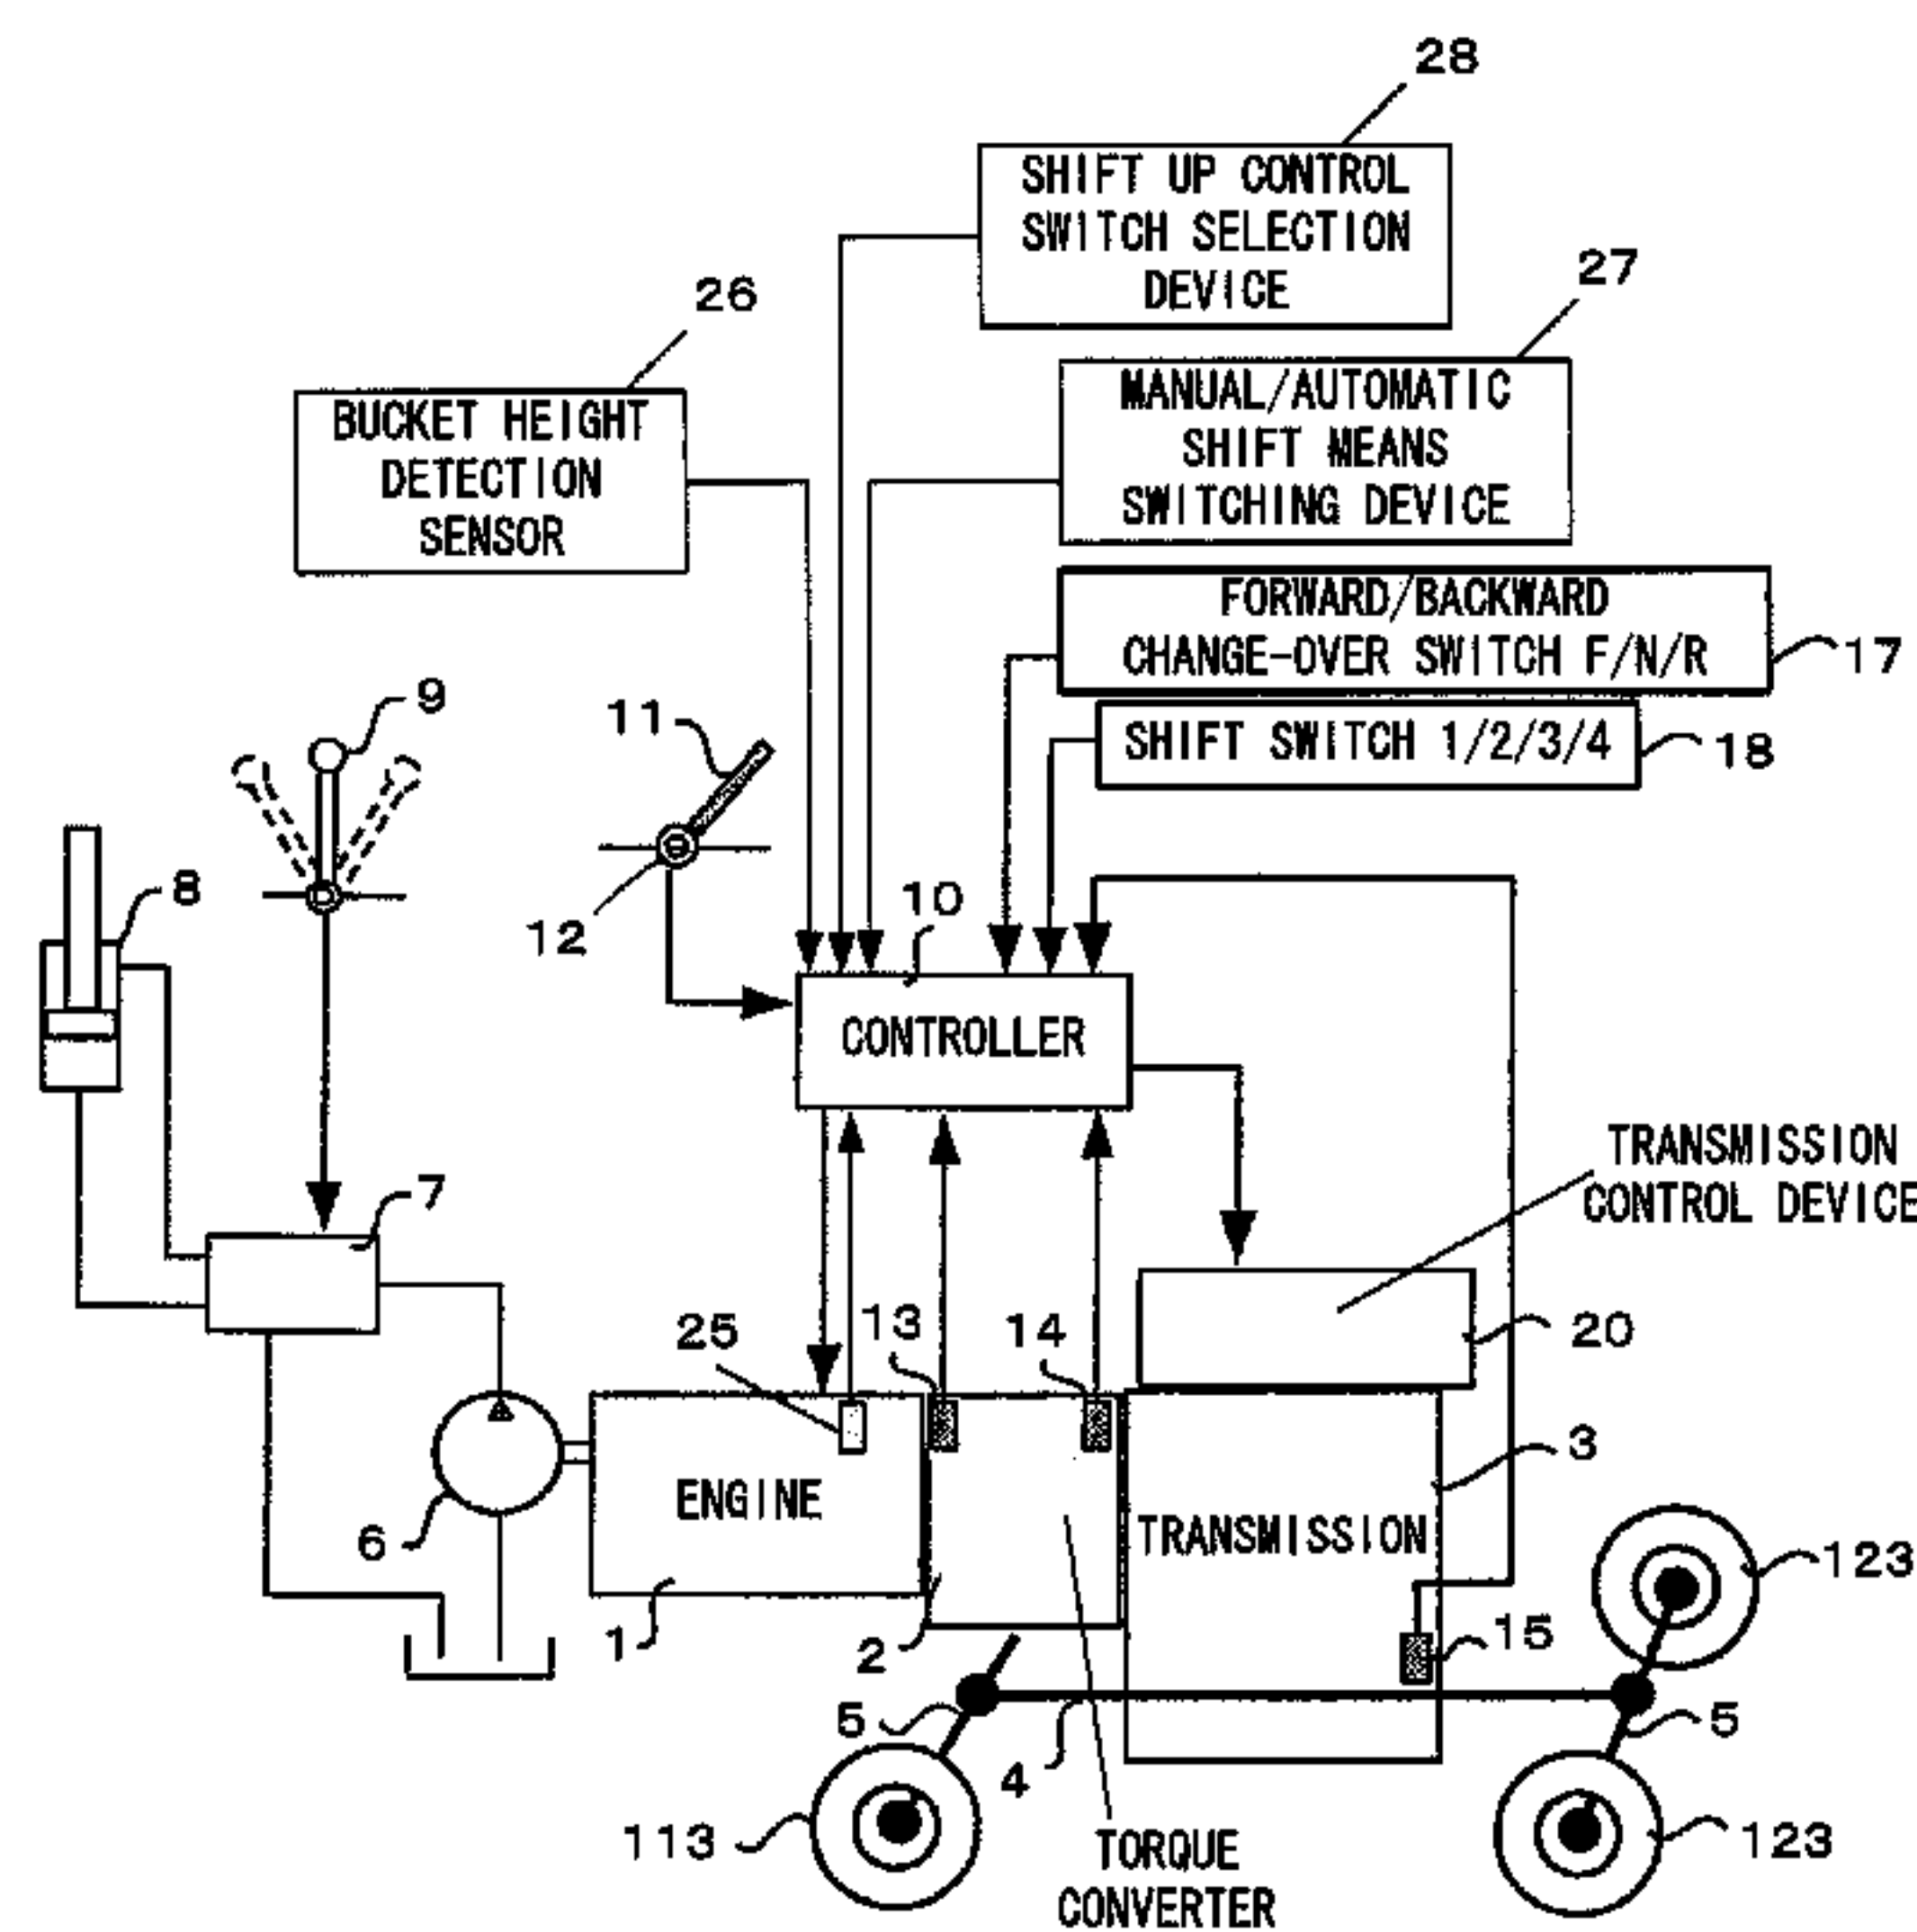 28
SHIFT UP CONTROL
SWITCH SELECTION
DEVICE
27
26
MANUAL/AUTOMATIC
SHIFT MEANS
SWITCHING DEVICE
BUCKET HEIGHT
DETECTION
SENSOR
FORWARD/BACKWARD
CHANGE-OVER SWITCH F/N/R
17
9
11
SHIFT SWITCH 1/2/3/4
18
8
12
10
CONTROLLER
TRANSMISSION
CONTROL DEVICE
7
25
13
14
20
3
ENGINE
6
TRANSMISSION
123
1
2
15
5
4
5
113
123
TORQUE
CONVERTER